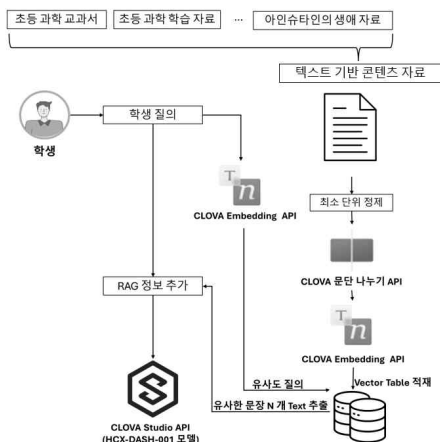 초등 과학 교과서
초등 과학 학습 자료
...
아인슈타인의 생애 자료
텍스트 기반 콘텐츠 자료
학생 질의
학생
T
n
CLOVA Embedding API
최소 단위 정제
CLOVA 문단 나누기 API
RAG 정보 추가
T
n
CLOVA Embedding API
유사도 질의
Vector Table 적재
유사한 문장 N 개 Text 추출
CLOVA Studio API
(HCX-DASH-001 모델)